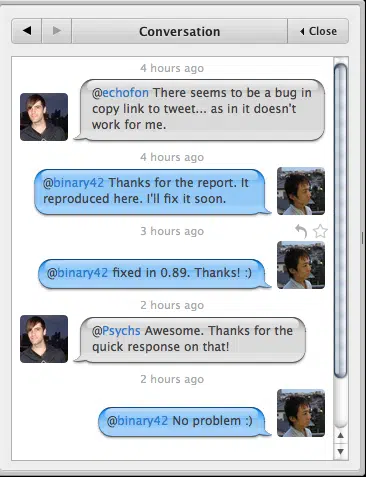 Conversation
Close
4 hours ago
@echofon There seems to be a bug in
copy link to tweet... as in it doesn't
work for me.
4 hours ago
@binary42 Thanks for the report. It
reproduced here. I'll fix it soon.
3 hours ago
@binary42 fixed in 0.89. Thanks! :)
2 hours ago
@Psychs Awesome. Thanks for the
quick response on that!
2 hours ago
@binary42 No problem :)